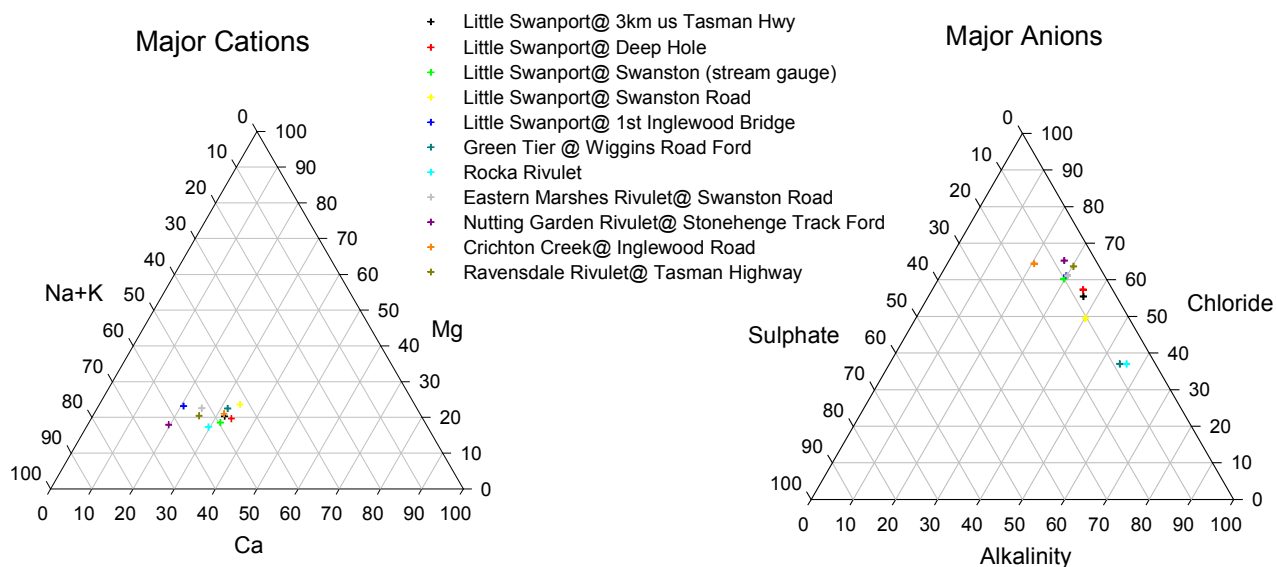 Major Cations
Little Swanport@ 3km us Tasman Hwy
Little Swanport@ Deep Hole
Little Swanport@ Swanston (stream gauge)
Little Swanport@ Swanston Road
Little Swanport@ 1st Inglewood Bridge
Green Tier @ Wiggins Road Ford
Rocka Rivulet
Eastern Marshes Rivulet@ Swanston Road
Nutting Garden Rivulet@ Stonehenge Track Ford
Crichton Creek@ Inglewood Road
Ravensdale Rivulet@ Tasman Highway
Major Anions
0
10
20
30
40
50
60
70
80
90
100
Na+K
100
90
80
70
60
50
40
30
20
10
0
Mg
0 10 20 30 40 50 60 70 80 90 100
Ca
0
10
20
30
40
50
60
70
80
90
100
Sulphate
100
90
80
70
60
50
40
30
20
10
0
Chloride
0 10 20 30 40 50 60 70 80 90 100
Alkalinity